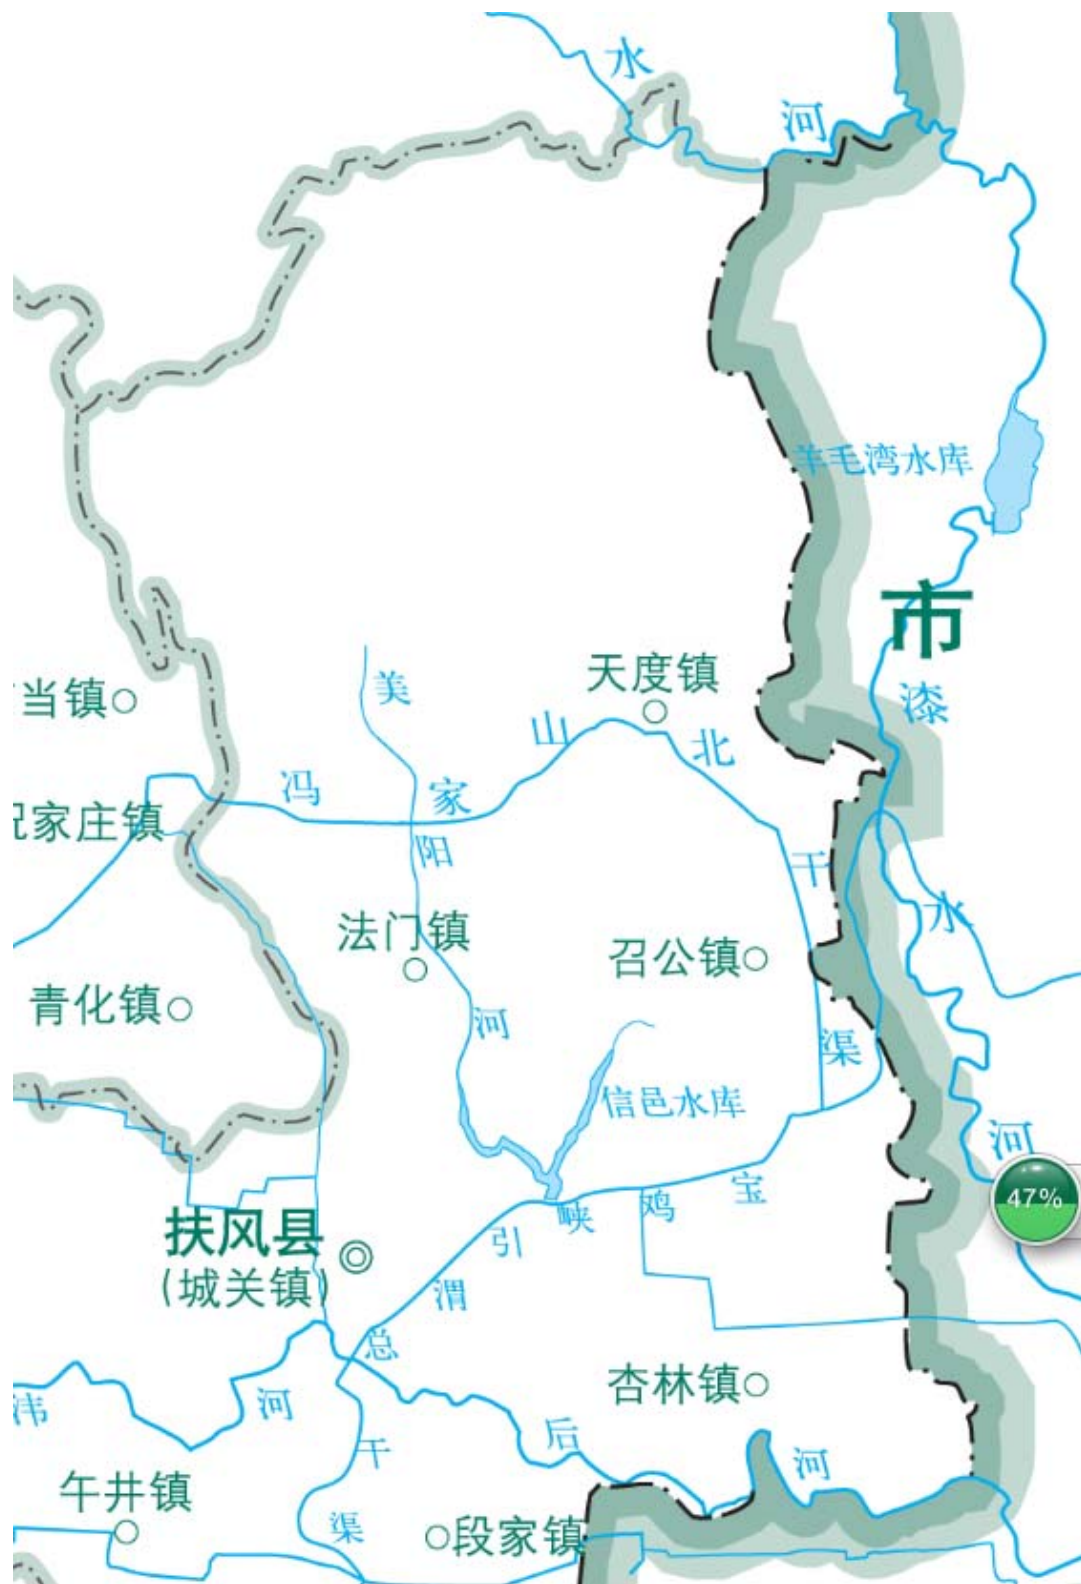 水
河
羊毛湾水库
市
漆
水
河
天度镇
当镇
家庄镇
冯家山北干渠
美阳河
法门镇
召公镇
青化镇
信邑水库
47%
宝鸡峡引渭总干渠
扶风县
(城关镇)
杏林镇
沣河
后河
午井镇
段家镇